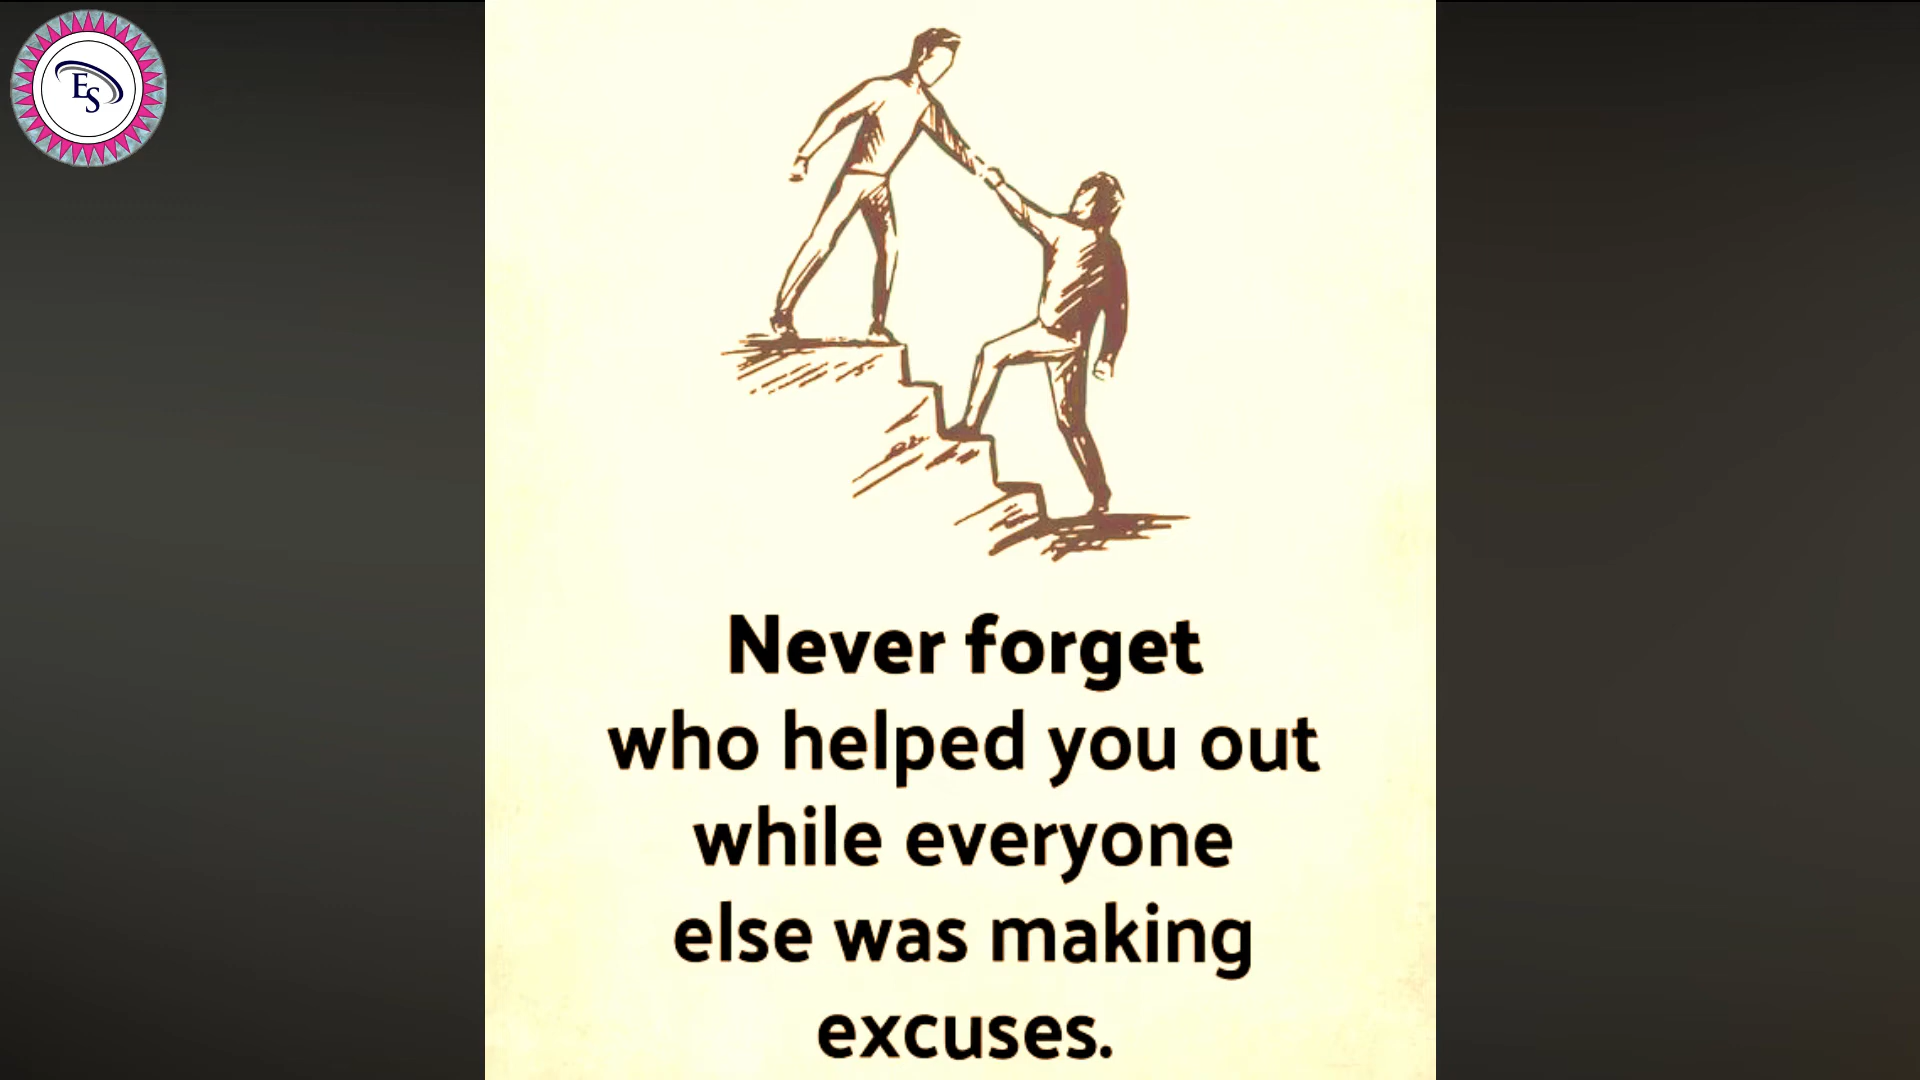 ES
Never forget
who helped you out
while everyone
else was making
excuses.